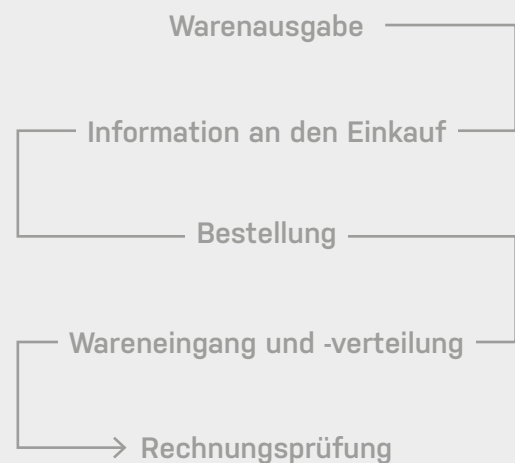 Warenausgabe
Information an den Einkauf
Bestellung
Wareneingang und -verteilung
Rechnungsprüfung